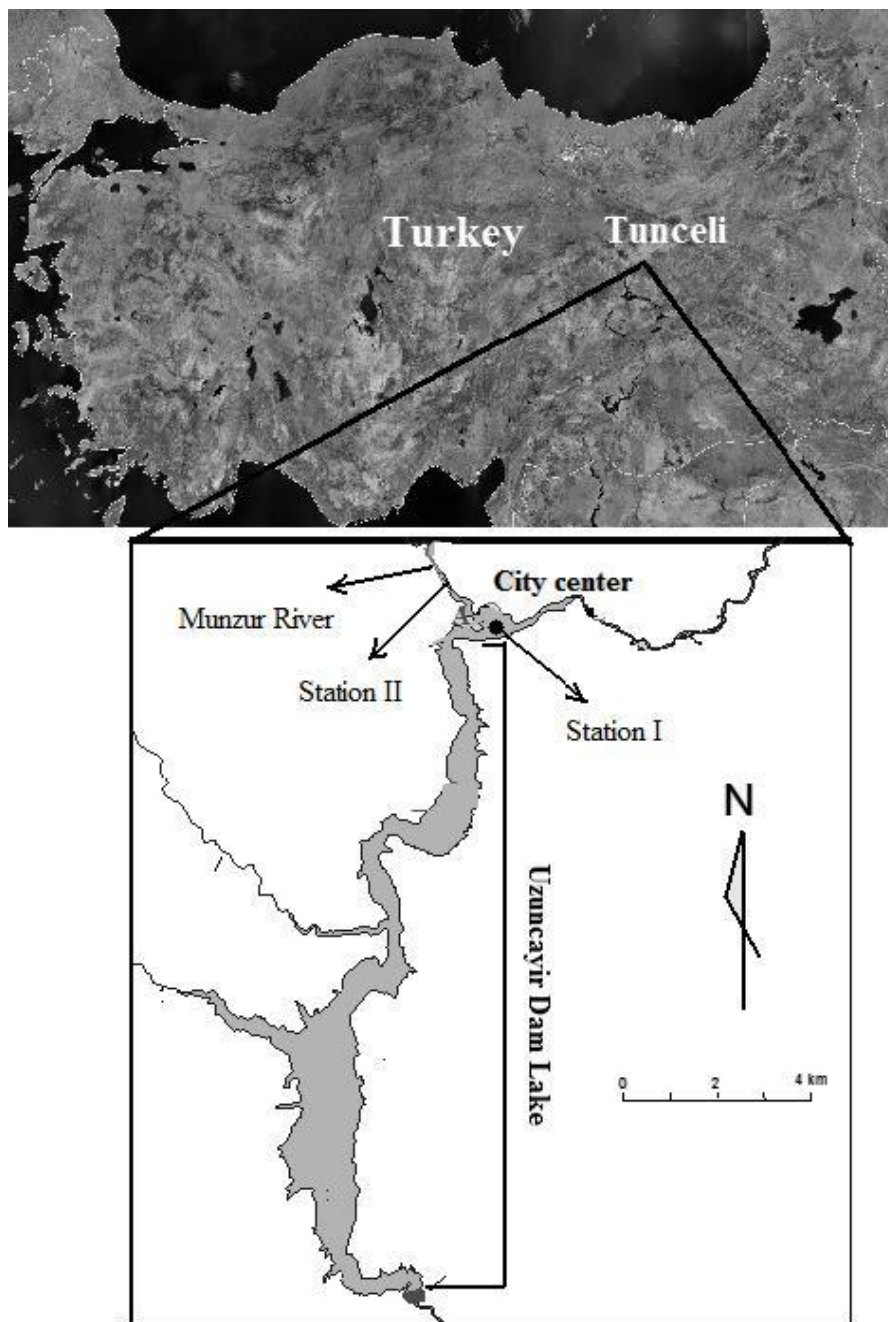 Turkey
Tunceli
City center
Munzur River
Station II
Station I
N
Uzuncayir Dam Lake
0 2 4 km